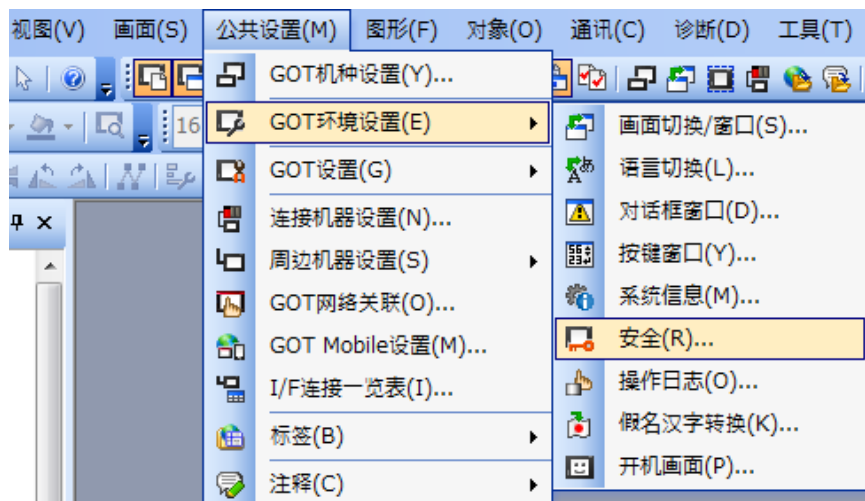 视图(V) 画面(S) 公共设置(M) 图形(F) 对象(O) 通讯(C) 诊断(D) 工具(T)
GOT机种设置(Y)...
GOT环境设置(E)
16
GOT设置(G)
连接机器设置(N)...
周边机器设置(S)
GOT网络关联(O)...
GOT Mobile设置(M)...
I/F连接一览表(I)...
标签(B)
注释(C)
画面切换/窗口(S)...
语言切换(L)...
对话框窗口(D)...
按键窗口(Y)...
系统信息(M)...
安全(R)...
操作日志(O)...
假名汉字转换(K)...
开机画面(P)...